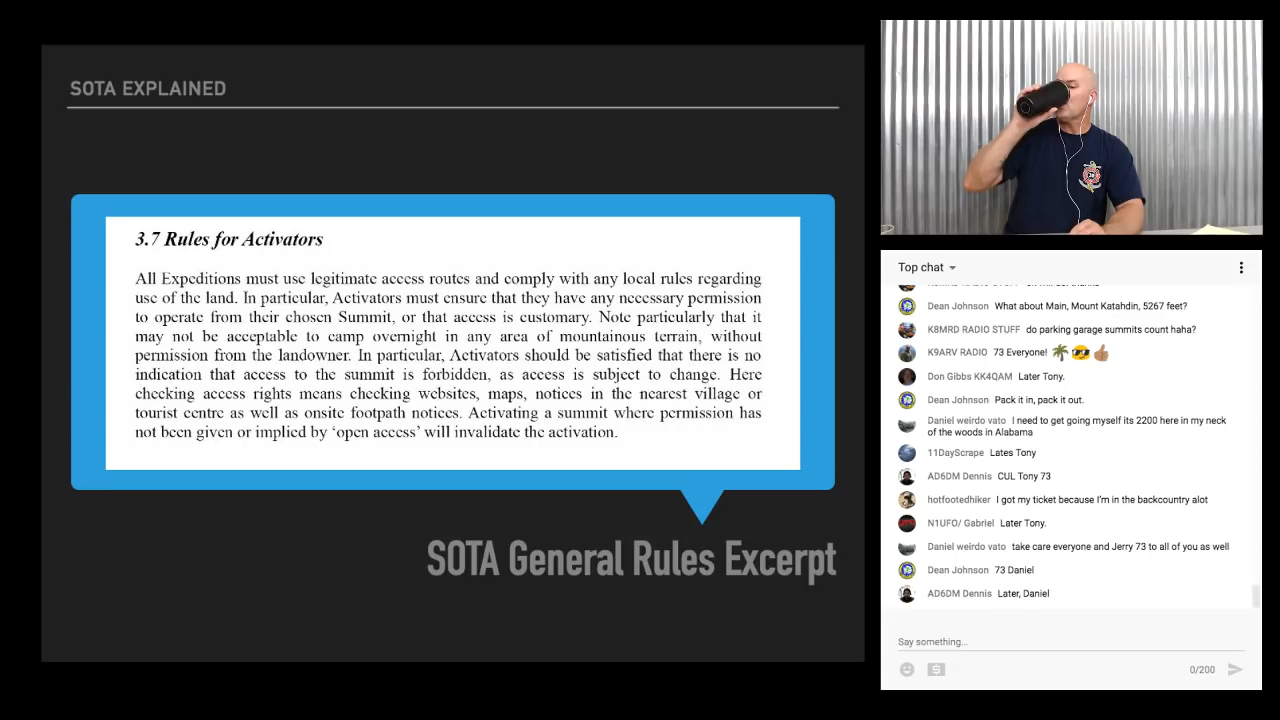 SOTA EXPLAINED
3.7 Rules for Activators
All Expeditions must use legitimate access routes and comply with any local rules regarding
use of the land. In particular, Activators must ensure that they have any necessary permission
to operate from their chosen Summit, or that access is customary. Note particularly that it
may not be acceptable to camp overnight in any area of mountainous terrain, without
permission from the landowner. In particular, Activators should be satisfied that there is no
indication that access to the summit is forbidden, as access is subject to change. Here
checking access rights means checking websites, maps, notices in the nearest village or
tourist centre as well as onsite footpath notices. Activating a summit where permission has
not been given or implied by ‘open access’ will invalidate the activation.
SOTA General Rules Excerpt
Top chat
Dean Johnson What about Main, Mount Katahdin, 5267 feet?
K8MRD RADIO STUFF do parking garage summits count haha?
K9ARV RADIO 73 Everyone! 🌴😎👍🏽
Don Gibbs KK4QAM Later Tony.
Dean Johnson Pack it in, pack it out.
Daniel weirdo vato I need to get going myself its 2200 here in my neck
of the woods in Alabama
11DayScrape Lates Tony
AD6DM Dennis CUL Tony 73
hotfootedhiker I got my ticket because I'm in the backcountry alot
N1UFO/ Gabriel Later Tony.
Daniel weirdo vato take care everyone and Jerry 73 to all of you as well
Dean Johnson 73 Daniel
AD6DM Dennis Later, Daniel
Say something...
0/200